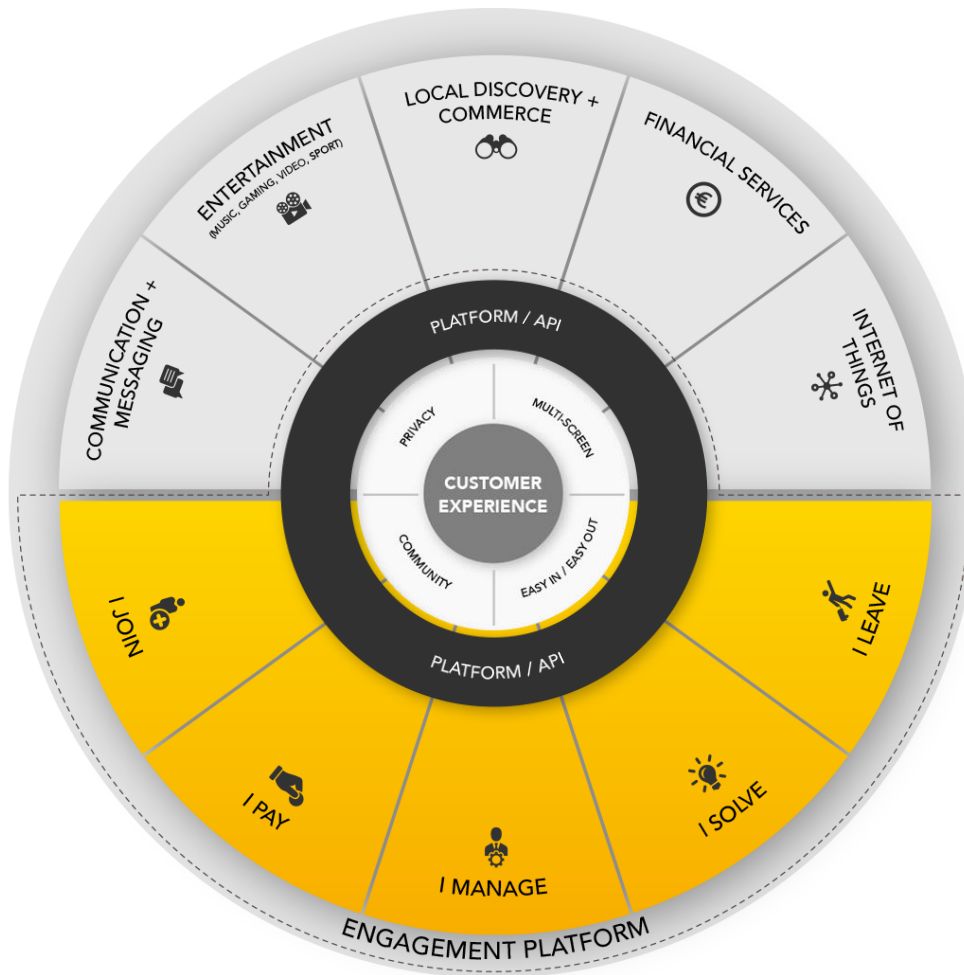 LOCAL DISCOVERY +
COMMERCE
ENTERTAINMENT
(MUSIC, GAMING, VIDEO, SPORT)
FINANCIAL SERVICES
COMMUNICATION +
MESSAGING
INTERNET OF
THINGS
PLATFORM / API
PRIVACY
MULTI-SCREEN
CUSTOMER
EXPERIENCE
COMMUNITY
EASY IN / EASY OUT
PLATFORM / API
I JOIN
I PAY
I MANAGE
I SOLVE
I LEAVE
ENGAGEMENT PLATFORM
€